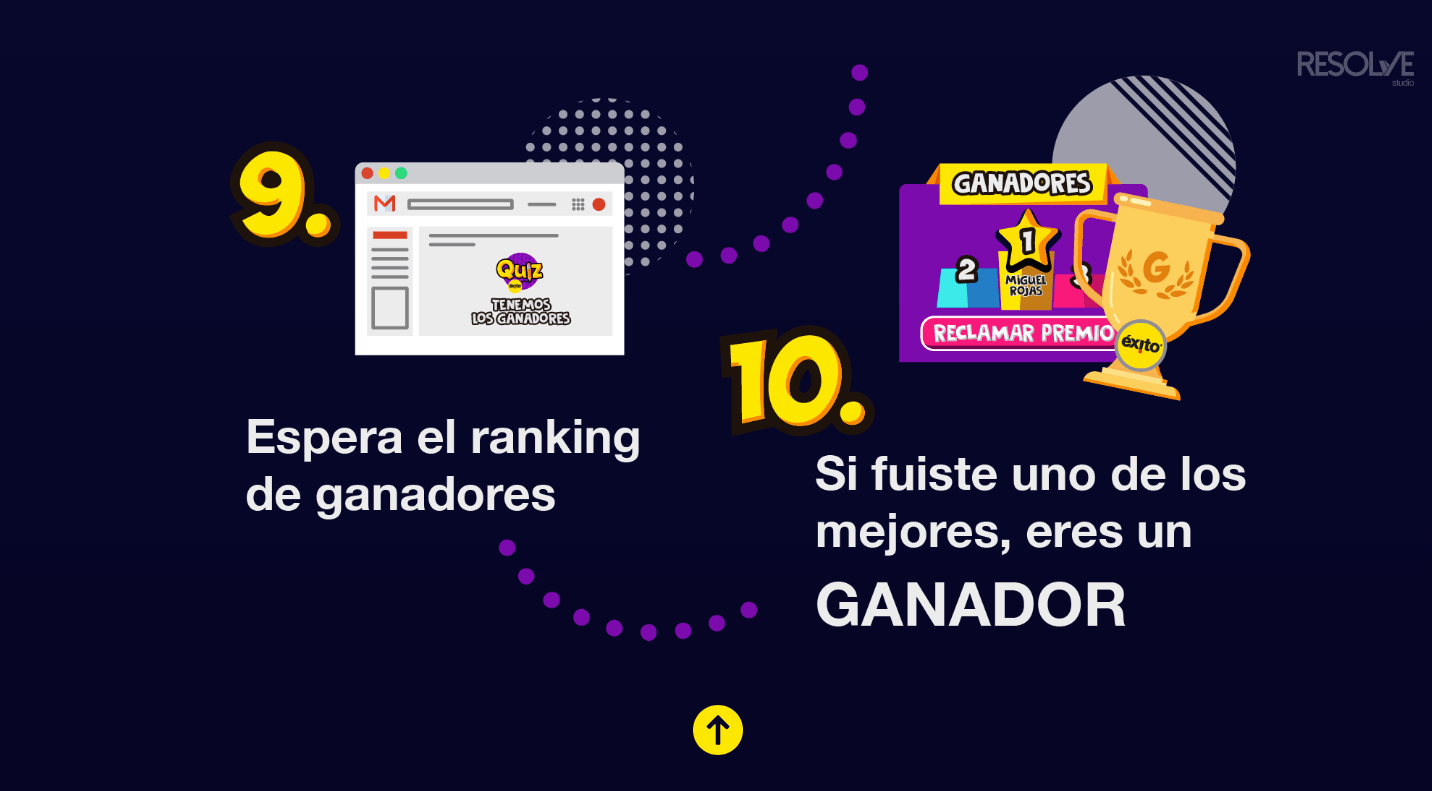 RESOLVE
studio
9.
Quiz
éxito
TENEMOS
LOS GANADORES
Espera el ranking
de ganadores
GANADORES
1
2
3
MIGUEL
ROJAS
RECLAMAR PREMIO
G
éxito
10.
Si fuiste uno de los
mejores, eres un
GANADOR